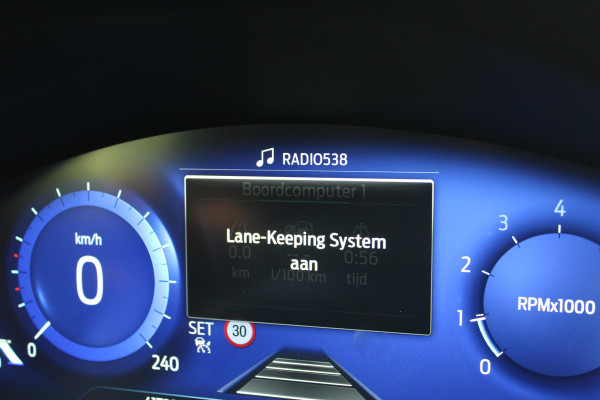 RADIO538
Boordcomputer 1
Lane-Keeping System
aan
0.0
0:56
km
l/100 km
tijd
km/h
0
0
240
SET
30
4
3
2
1
0
RPMx1000